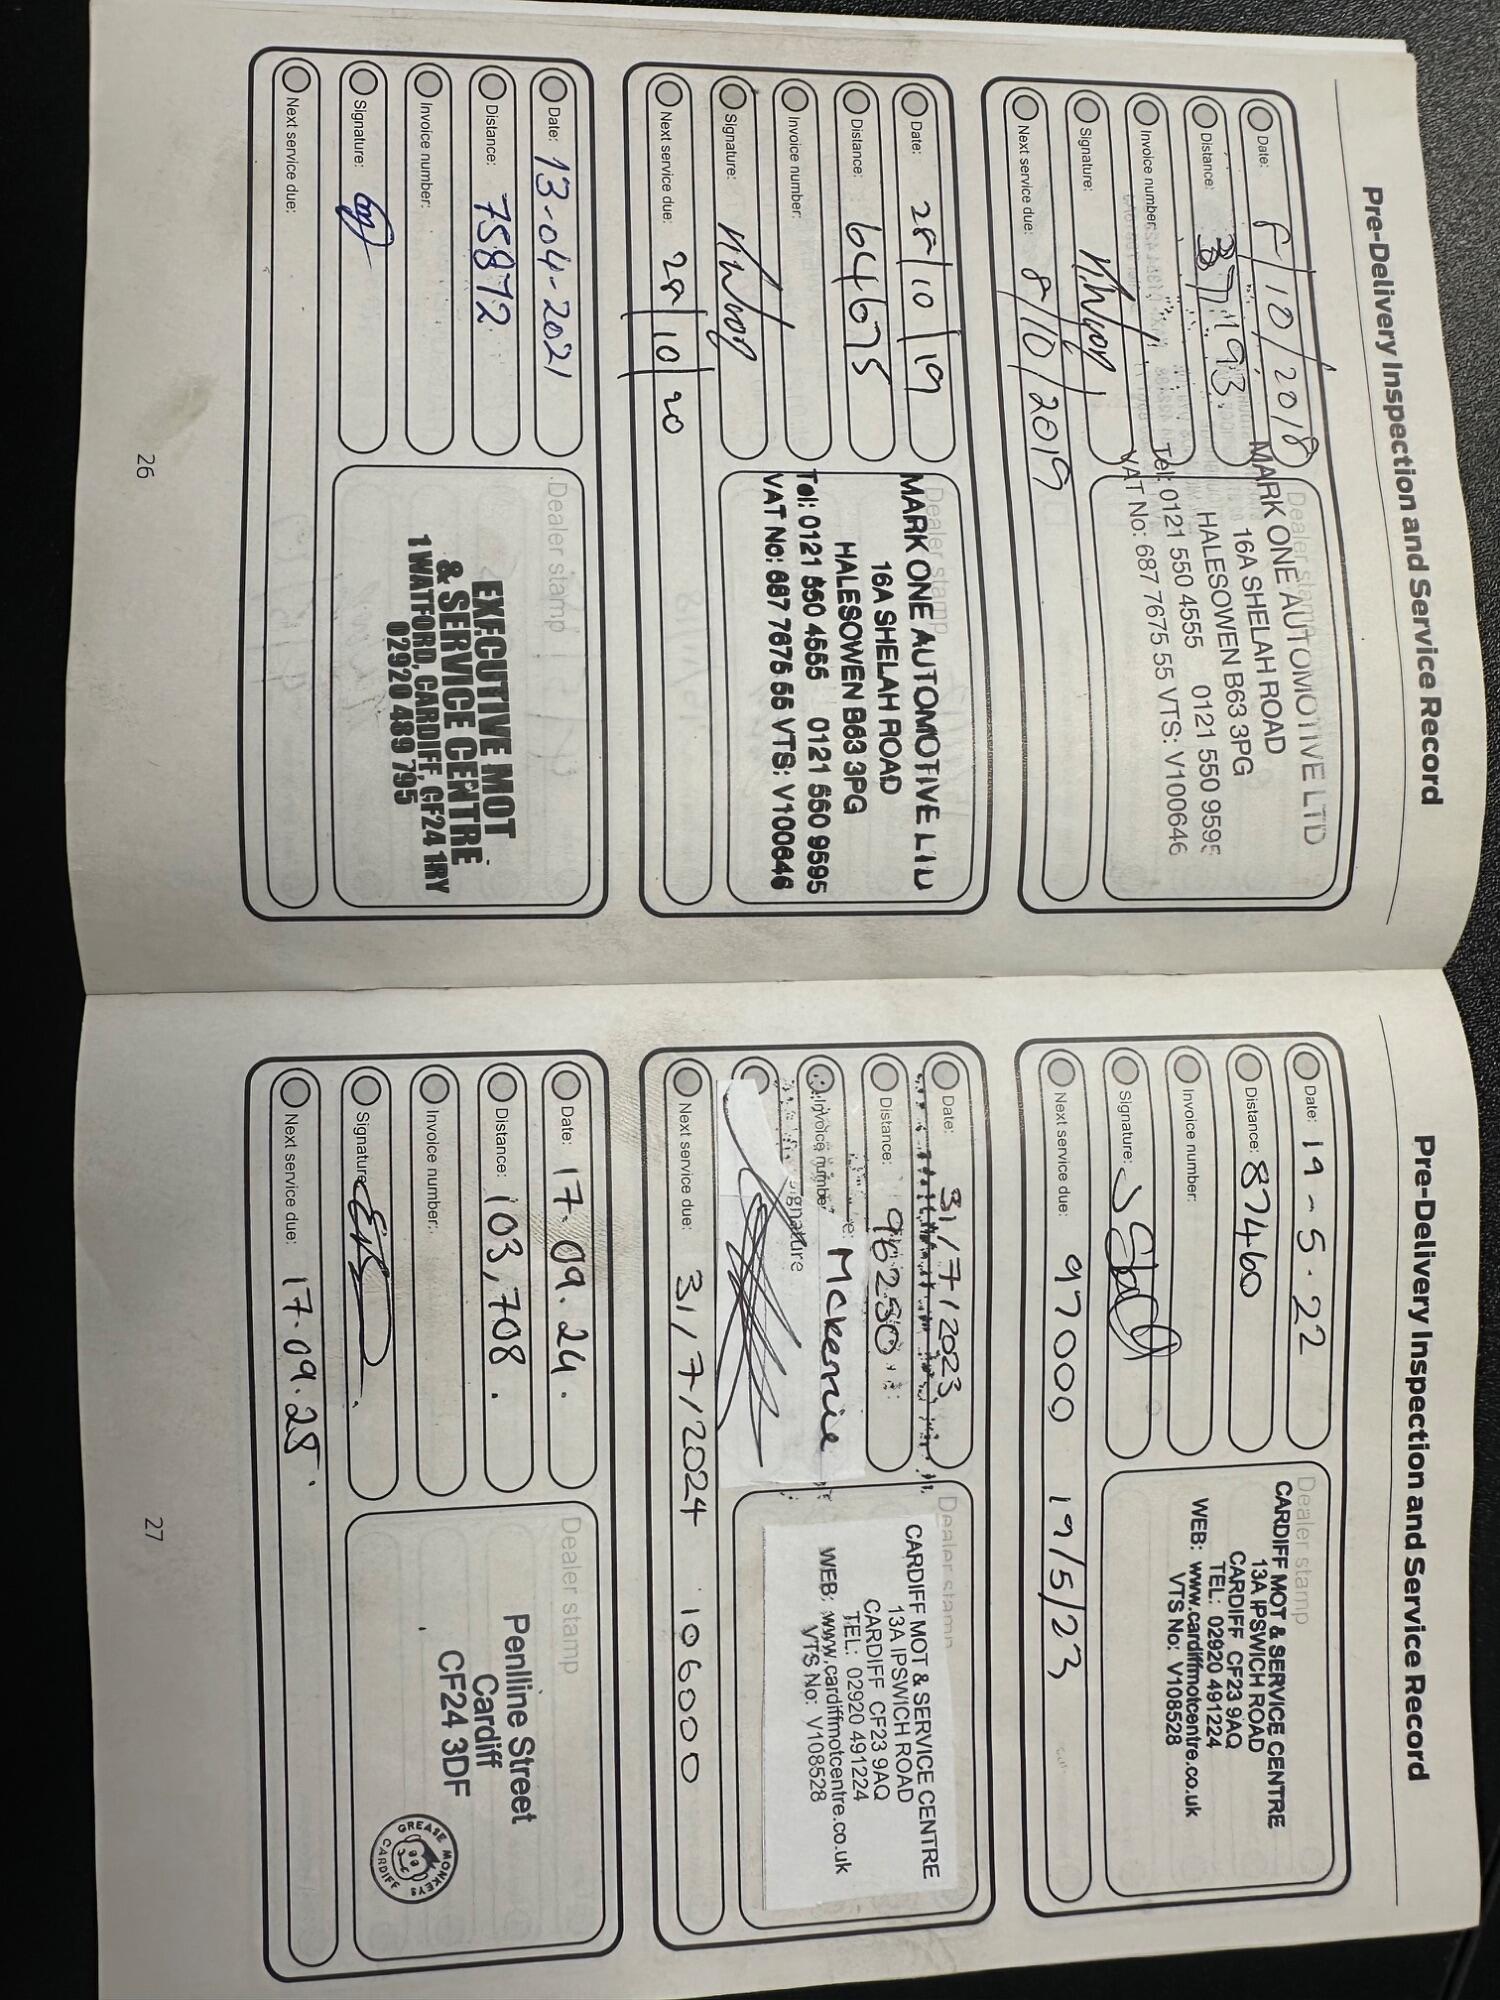 Pre-Delivery Inspection and Service Record
Date: 8/10/2018
Distance: 37,193
Invoice number:
Signature:
Next service due: 8/10/2019
Dealer stamp
MARK ONE AUTOMOTIVE LTD
16A SHELAH ROAD
HALESOWEN B63 3PG
Tel: 0121 550 4555 0121 550 9595
VAT No: 687 7675 55 VTS: V100646
Date: 28/10/19
Distance: 64675
Invoice number:
Signature:
Next service due: 28/10/20
Dealer stamp
MARK ONE AUTOMOTIVE LTD
16A SHELAH ROAD
HALESOWEN B63 3PG
Tel: 0121 550 4555 0121 550 9595
VAT No: 687 7675 55 VTS: V100646
Date: 13-04-2021
Distance: 75872
Invoice number:
Signature:
Next service due:
Dealer stamp
EXECUTIVE MOT
& SERVICE CENTRE
1 WATFORD, CARDIFF, CF24 1RY
02920 489 795
26
Pre-Delivery Inspection and Service Record
Date: 19-5-22
Distance: 87460
Invoice number:
Signature:
Next service due: 97000 19/5/23
Dealer stamp
CARDIFF MOT & SERVICE CENTRE
13A IPSWICH ROAD
CARDIFF CF23 9AQ
TEL: 02920 491224
WEB: www.cardiffmotcentre.co.uk
VTS No: V108528
Date: 31/7/2023
Distance: 96250
Invoice number: Mckenzie
Signature
Next service due: 31/7/2024 106000
Dealer stamp
CARDIFF MOT & SERVICE CENTRE
13A IPSWICH ROAD
CARDIFF CF23 9AQ
TEL: 02920 491224
WEB: www.cardiffmotcentre.co.uk
VTS No: V108528
Date: 17.09.24.
Distance: 103,708.
Invoice number:
Signature:
Next service due: 17.09.25.
Dealer stamp
Penlline Street
Cardiff
CF24 3DF
GREASE MONKEYS
CARDIFF
27